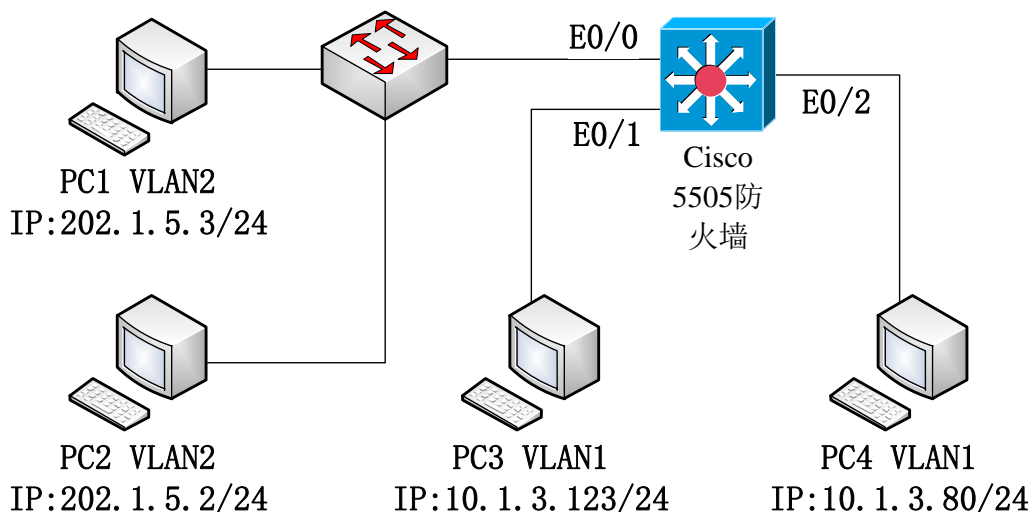 E0/0
E0/1
E0/2
Cisco
5505防
火墙
PC1 VLAN2
IP:202.1.5.3/24
PC2 VLAN2
IP:202.1.5.2/24
PC3 VLAN1
IP:10.1.3.123/24
PC4 VLAN1
IP:10.1.3.80/24